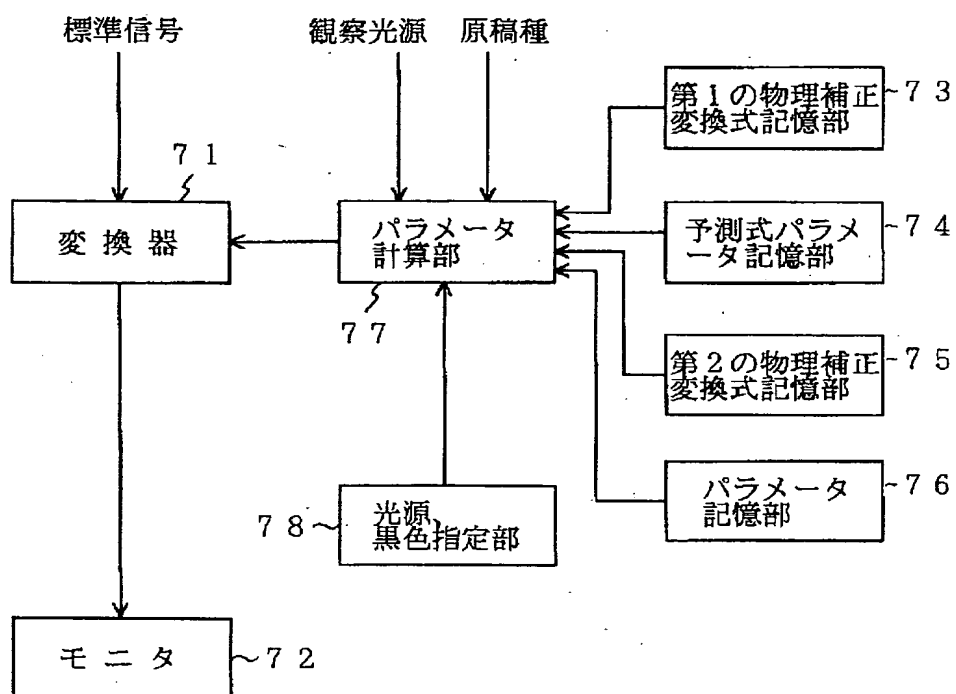 標準信号
観察光源 原稿種
第1の物理補正
変換式記憶部
73
71
変換器
パラメータ
計算部
77
予測式パラメ
ータ記憶部
74
第2の物理補正
変換式記憶部
75
パラメータ
記憶部
76
78
光源、
黒色指定部
モニタ
72